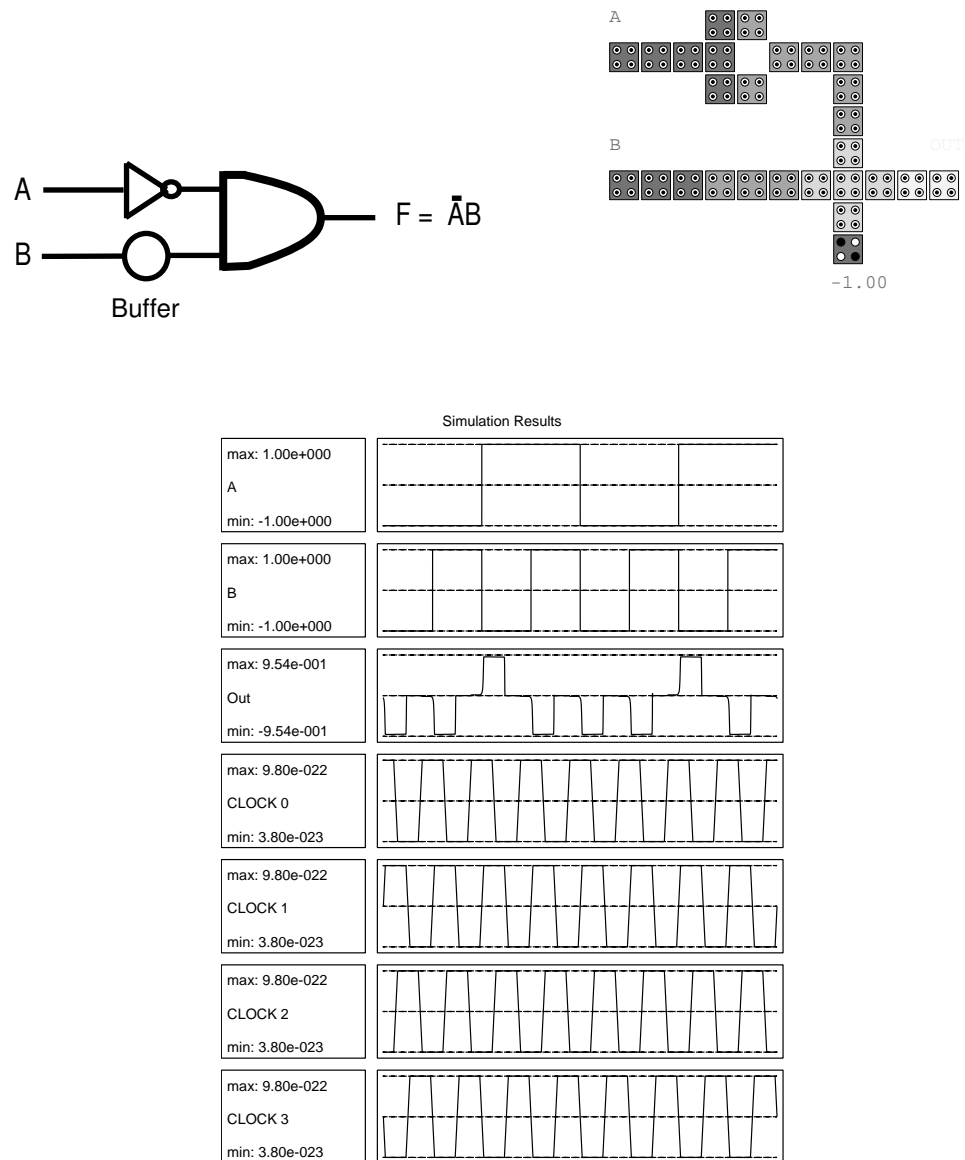 A
B
Buffer
F = A̅B
A
B
OUT
-1.00
Simulation Results
max: 1.00e+000
A
min: -1.00e+000
max: 1.00e+000
B
min: -1.00e+000
max: 9.54e-001
Out
min: -9.54e-001
max: 9.80e-022
CLOCK 0
min: 3.80e-023
max: 9.80e-022
CLOCK 1
min: 3.80e-023
max: 9.80e-022
CLOCK 2
min: 3.80e-023
max: 9.80e-022
CLOCK 3
min: 3.80e-023